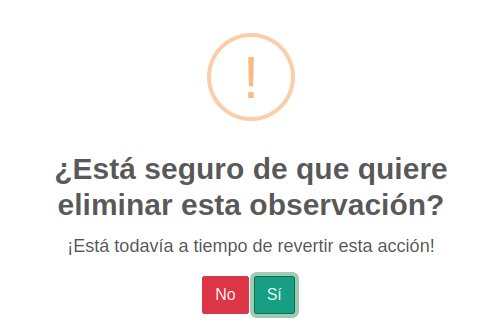 !
¿Está seguro de que quiere
eliminar esta observación?
¡Está todavía a tiempo de revertir esta acción!
No Sí